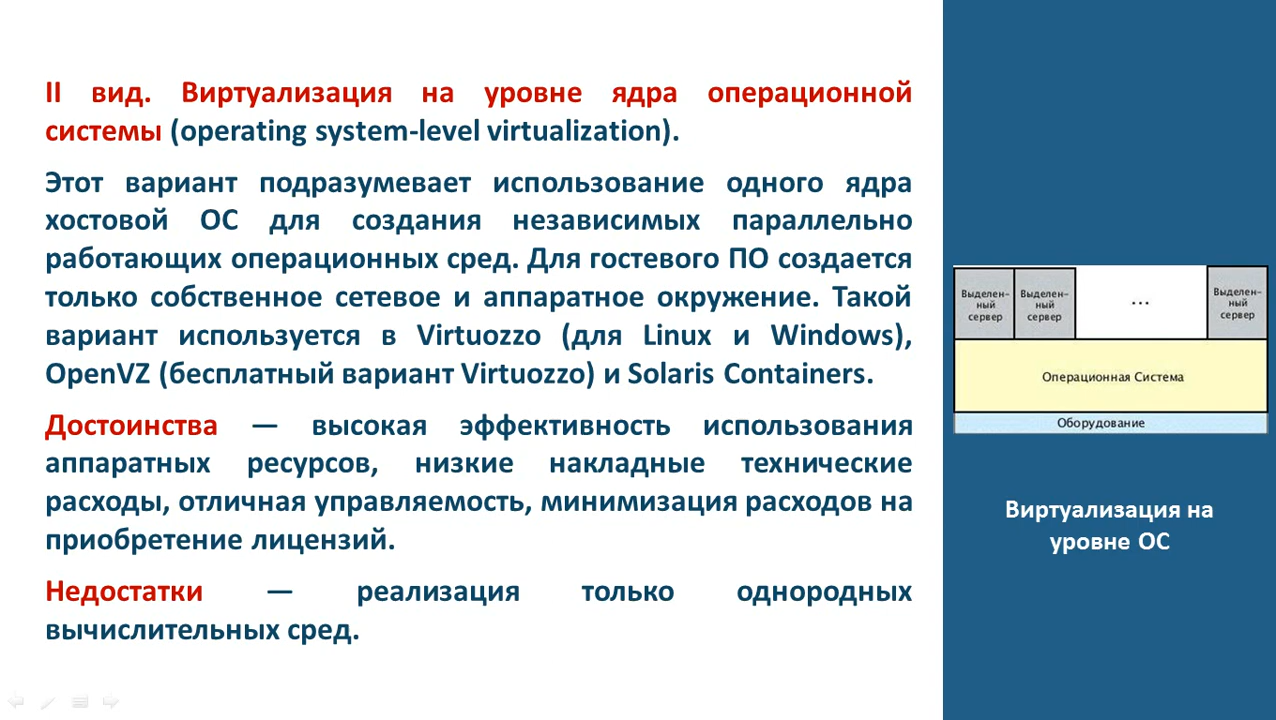 II вид. Виртуализация на уровне ядра операционной
системы (operating system-level virtualization).
Этот вариант подразумевает использование одного ядра
хостовой ОС для создания независимых параллельно
работающих операционных сред. Для гостевого ПО создается
только собственное сетевое и аппаратное окружение. Такой
вариант используется в Virtuozzo (для Linux и Windows),
OpenVZ (бесплатный вариант Virtuozzo) и Solaris Containers.
Достоинства — высокая эффективность использования
аппаратных ресурсов, низкие накладные технические
расходы, отличная управляемость, минимизация расходов на
приобретение лицензий.
Недостатки — реализация только однородных
вычислительных сред.
Выделен-
ный
сервер
Выделен-
ный
сервер
...
Выделен-
ный
сервер
Операционная Система
Оборудование
Виртуализация на
уровне ОС